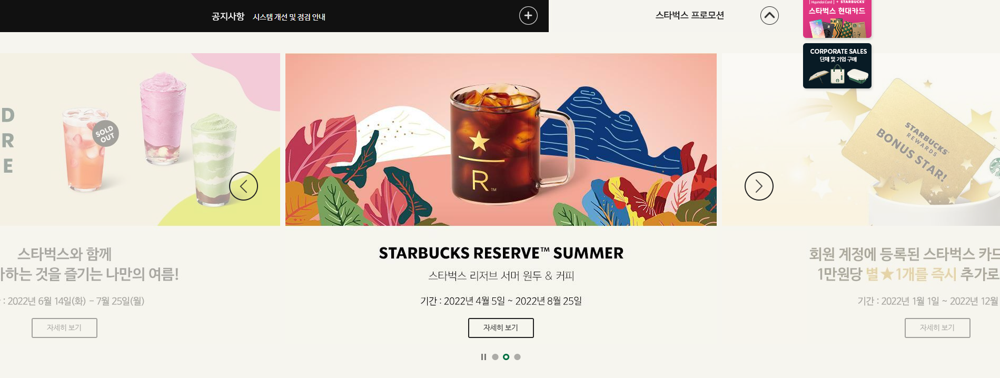 공지사항 시스템 개선 및 점검 안내
스타벅스 프로모션
HyundaiCard + STARBUCKS
스타벅스 현대카드
CORPORATE SALES
단체 및 기업 구매
D
R
E
SOLD
OUT
R™
STARBUCKS
REWARDS
BONUS STAR!
스타벅스와 함께
하는 것을 즐기는 나만의 여름!
: 2022년 6월 14일(화) - 7월 25일(월)
자세히 보기
STARBUCKS RESERVE™ SUMMER
스타벅스 리저브 서머 원두 & 커피
기간 : 2022년 4월 5일 ~ 2022년 8월 25일
자세히 보기
회원 계정에 등록된 스타벅스 카드
1만원당 별★1개를 즉시 추가로
기간 : 2022년 1월 1일 ~ 2022년 12월
자세히 보기